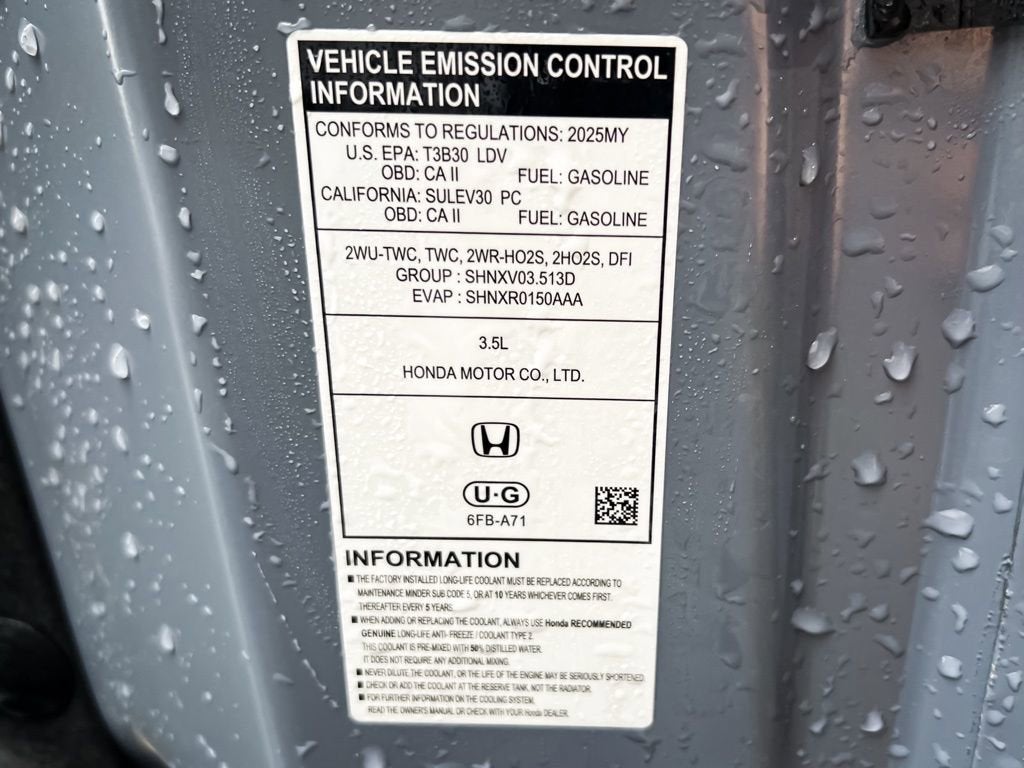 VEHICLE EMISSION CONTROL
INFORMATION
CONFORMS TO REGULATIONS: 2025MY
U.S. EPA: T3B30 LDV
OBD: CA II FUEL: GASOLINE
CALIFORNIA: SULEV30 PC
OBD: CA II FUEL: GASOLINE
2WU-TWC, TWC, 2WR-HO2S, 2HO2S, DFI
GROUP : SHNXV03.513D
EVAP : SHNXR0150AAA
3.5L
HONDA MOTOR CO., LTD.
U·G
6FB-A71
INFORMATION
■ THE FACTORY INSTALLED LONG-LIFE COOLANT MUST BE REPLACED ACCORDING TO
MAINTENANCE MINDER SUB CODE 5, OR AT 10 YEARS WHICHEVER COMES FIRST.
THEREAFTER EVERY 5 YEARS.
■ WHEN ADDING OR REPLACING THE COOLANT, ALWAYS USE Honda RECOMMENDED
GENUINE LONG-LIFE ANTI-FREEZE / COOLANT TYPE 2.
THIS COOLANT IS PRE-MIXED WITH 50% DISTILLED WATER.
IT DOES NOT REQUIRE ANY ADDITIONAL MIXING.
■ NEVER DILUTE THE COOLANT, OR THE LIFE OF THE ENGINE MAY BE SERIOUSLY SHORTENED.
■ CHECK OR ADD THE COOLANT AT THE RESERVE TANK, NOT THE RADIATOR.
■ FOR FURTHER INFORMATION ON THE COOLING SYSTEM,
READ THE OWNER'S MANUAL OR CHECK WITH YOUR Honda DEALER.